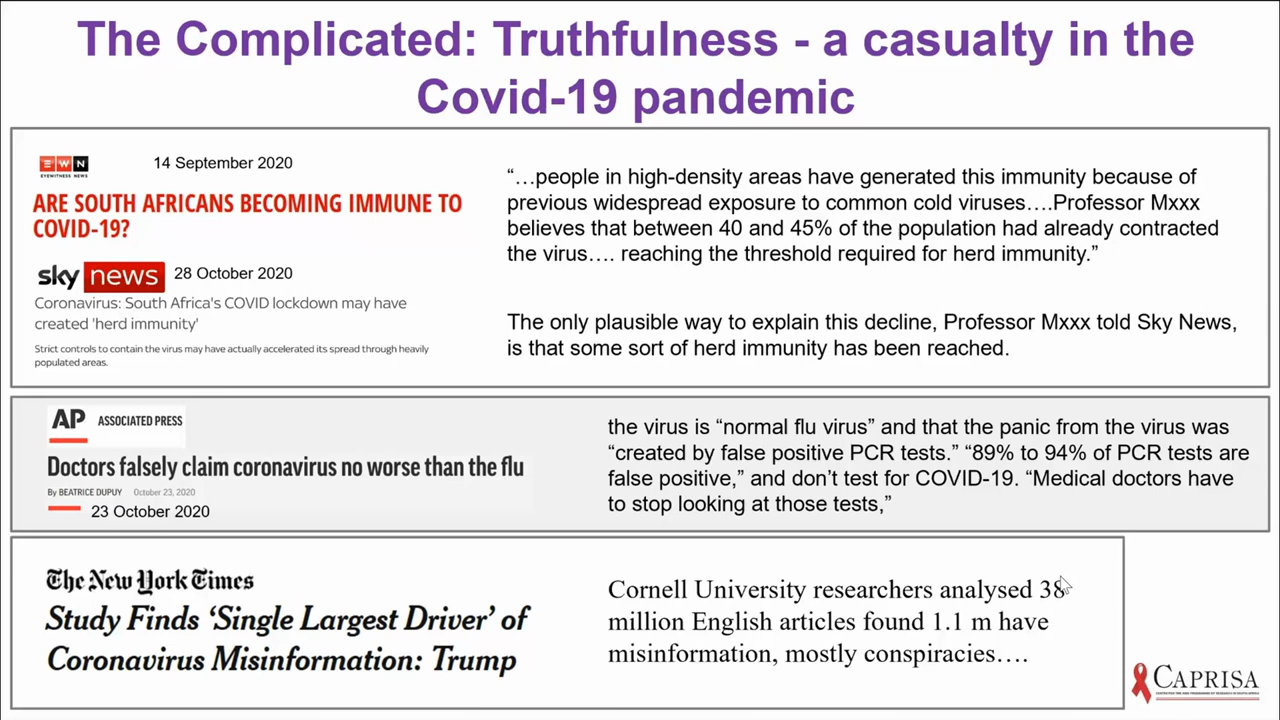 The Complicated: Truthfulness - a casualty in the
Covid-19 pandemic
EWN
EYEWITNESS NEWS
14 September 2020
ARE SOUTH AFRICANS BECOMING IMMUNE TO
COVID-19?
“…people in high-density areas have generated this immunity because of
previous widespread exposure to common cold viruses….Professor Mxxx
believes that between 40 and 45% of the population had already contracted
the virus…. reaching the threshold required for herd immunity.”
sky news
28 October 2020
Coronavirus: South Africa's COVID lockdown may have
created 'herd immunity'
Strict controls to contain the virus may have actually accelerated its spread through heavily
populated areas.
The only plausible way to explain this decline, Professor Mxxx told Sky News,
is that some sort of herd immunity has been reached.
AP ASSOCIATED PRESS
Doctors falsely claim coronavirus no worse than the flu
By BEATRICE DUPUY October 23, 2020
23 October 2020
the virus is “normal flu virus” and that the panic from the virus was
“created by false positive PCR tests.” “89% to 94% of PCR tests are
false positive,” and don’t test for COVID-19. “Medical doctors have
to stop looking at those tests,”
The New York Times
Study Finds ‘Single Largest Driver’ of
Coronavirus Misinformation: Trump
Cornell University researchers analysed 38
million English articles found 1.1 m have
misinformation, mostly conspiracies….
CAPRISA